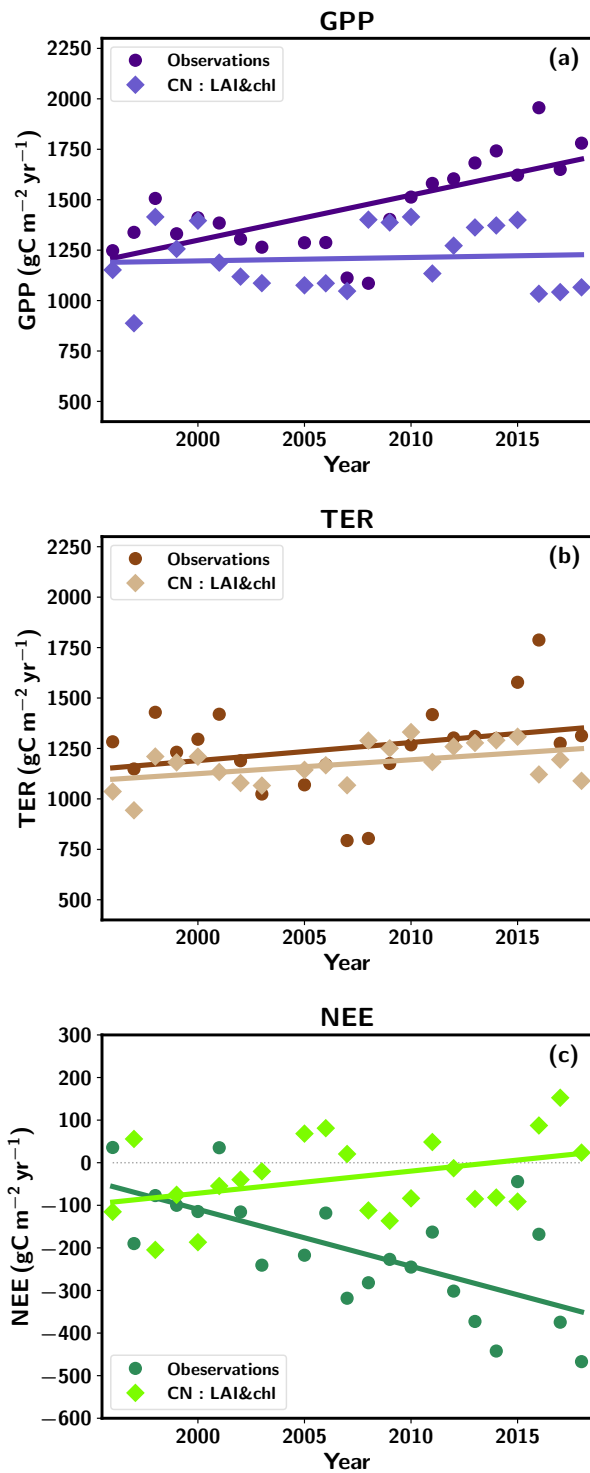 GPP
(a)
Observations
CN : LAI&chl
GPP (gC m⁻² yr⁻¹)
2250
2000
1750
1500
1250
1000
750
500
2000
2005
2010
2015
Year
TER
(b)
Observations
CN : LAI&chl
TER (gC m⁻² yr⁻¹)
2250
2000
1750
1500
1250
1000
750
500
2000
2005
2010
2015
Year
NEE
(c)
NEE (gC m⁻² yr⁻¹)
300
200
100
0
−100
−200
−300
−400
−500
−600
Obeservations
CN : LAI&chl
2000
2005
2010
2015
Year